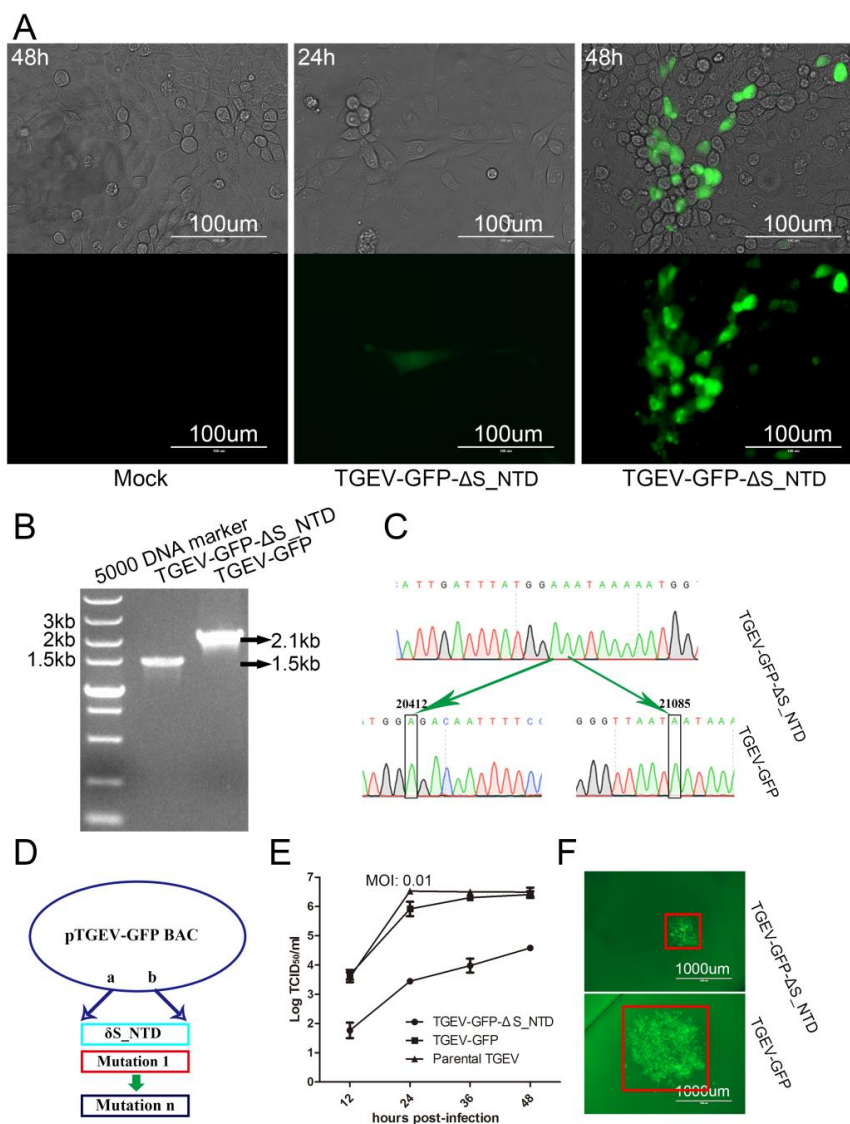 A
48h
24h
48h
100um
100um
100um
100um
100um
100um
Mock
TGEV-GFP-ΔS_NTD
TGEV-GFP-ΔS_NTD
B
5000 DNA marker
TGEV-GFP-ΔS_NTD
TGEV-GFP
3kb
2kb
1.5kb
2.1kb
1.5kb
C
ATTGATTTATGGAAATAAAAATGG
TGEV-GFP-ΔS_NTD
20412
21085
ATGGAGACAATTTTCC
GGGTTAATAATAAA
TGEV-GFP
D
pTGEV-GFP BAC
a b
δS_NTD
Mutation 1
Mutation n
E
MOI: 0.01
Log TCID₅₀/ml
7
6
5
4
3
2
1
0
TGEV-GFP-Δ S_NTD
TGEV-GFP
Parental TGEV
12 24 36 48
hours post-infection
F
1000um
TGEV-GFP-ΔS_NTD
1000um
TGEV-GFP